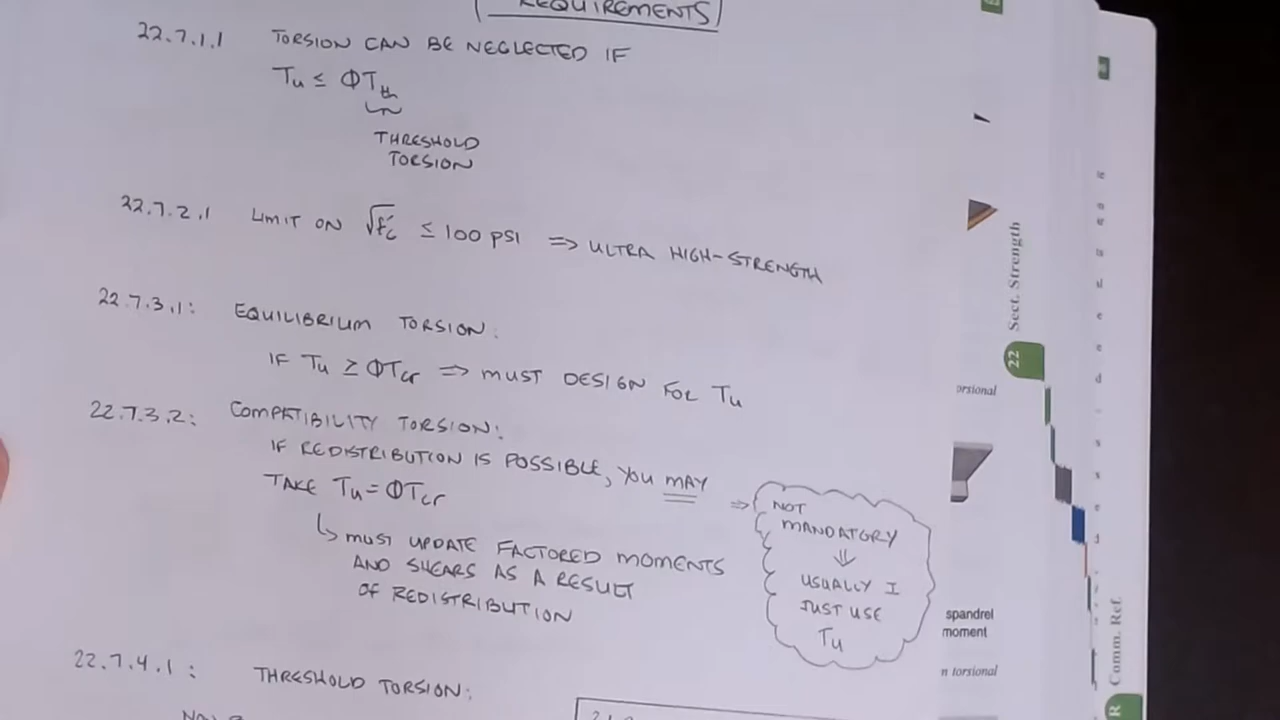 REQUIREMENTS
22.7.1.1 TORSION CAN BE NEGLECTED IF
Tu ≤ ΦTth
THRESHOLD
TORSION
22.7.2.1 LIMIT ON √f'c ≤ 100 PSI ⇒ ULTRA HIGH-STRENGTH
22.7.3.1: EQUILIBRIUM TORSION:
IF Tu ≥ ΦTcr ⇒ MUST DESIGN FOR Tu
22.7.3.2: COMPATIBILITY TORSION:
IF REDISTRIBUTION IS POSSIBLE, YOU MAY
TAKE Tu = ΦTcr
↳ MUST UPDATE FACTORED MOMENTS
AND SHEARS AS A RESULT
OF REDISTRIBUTION
⇒ NOT
MANDATORY
⇓
USUALLY I
JUST USE
Tu
22.7.4.1: THRESHOLD TORSION:
22 Sect. Strength
orsional
spandrel
moment
n torsional
R Comm. Ref.